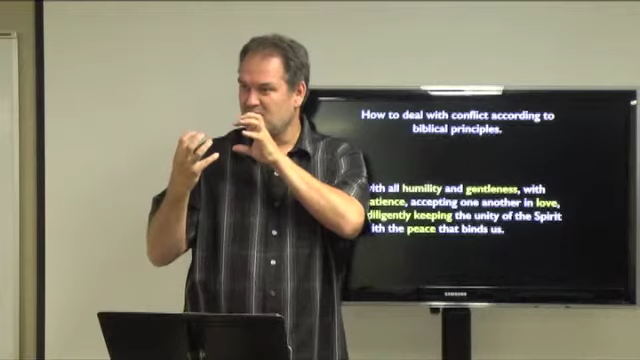 How to deal with conflict according to
biblical principles.
with all humility and gentleness, with
patience, accepting one another in love,
diligently keeping the unity of the Spirit
with the peace that binds us.
SAMSUNG